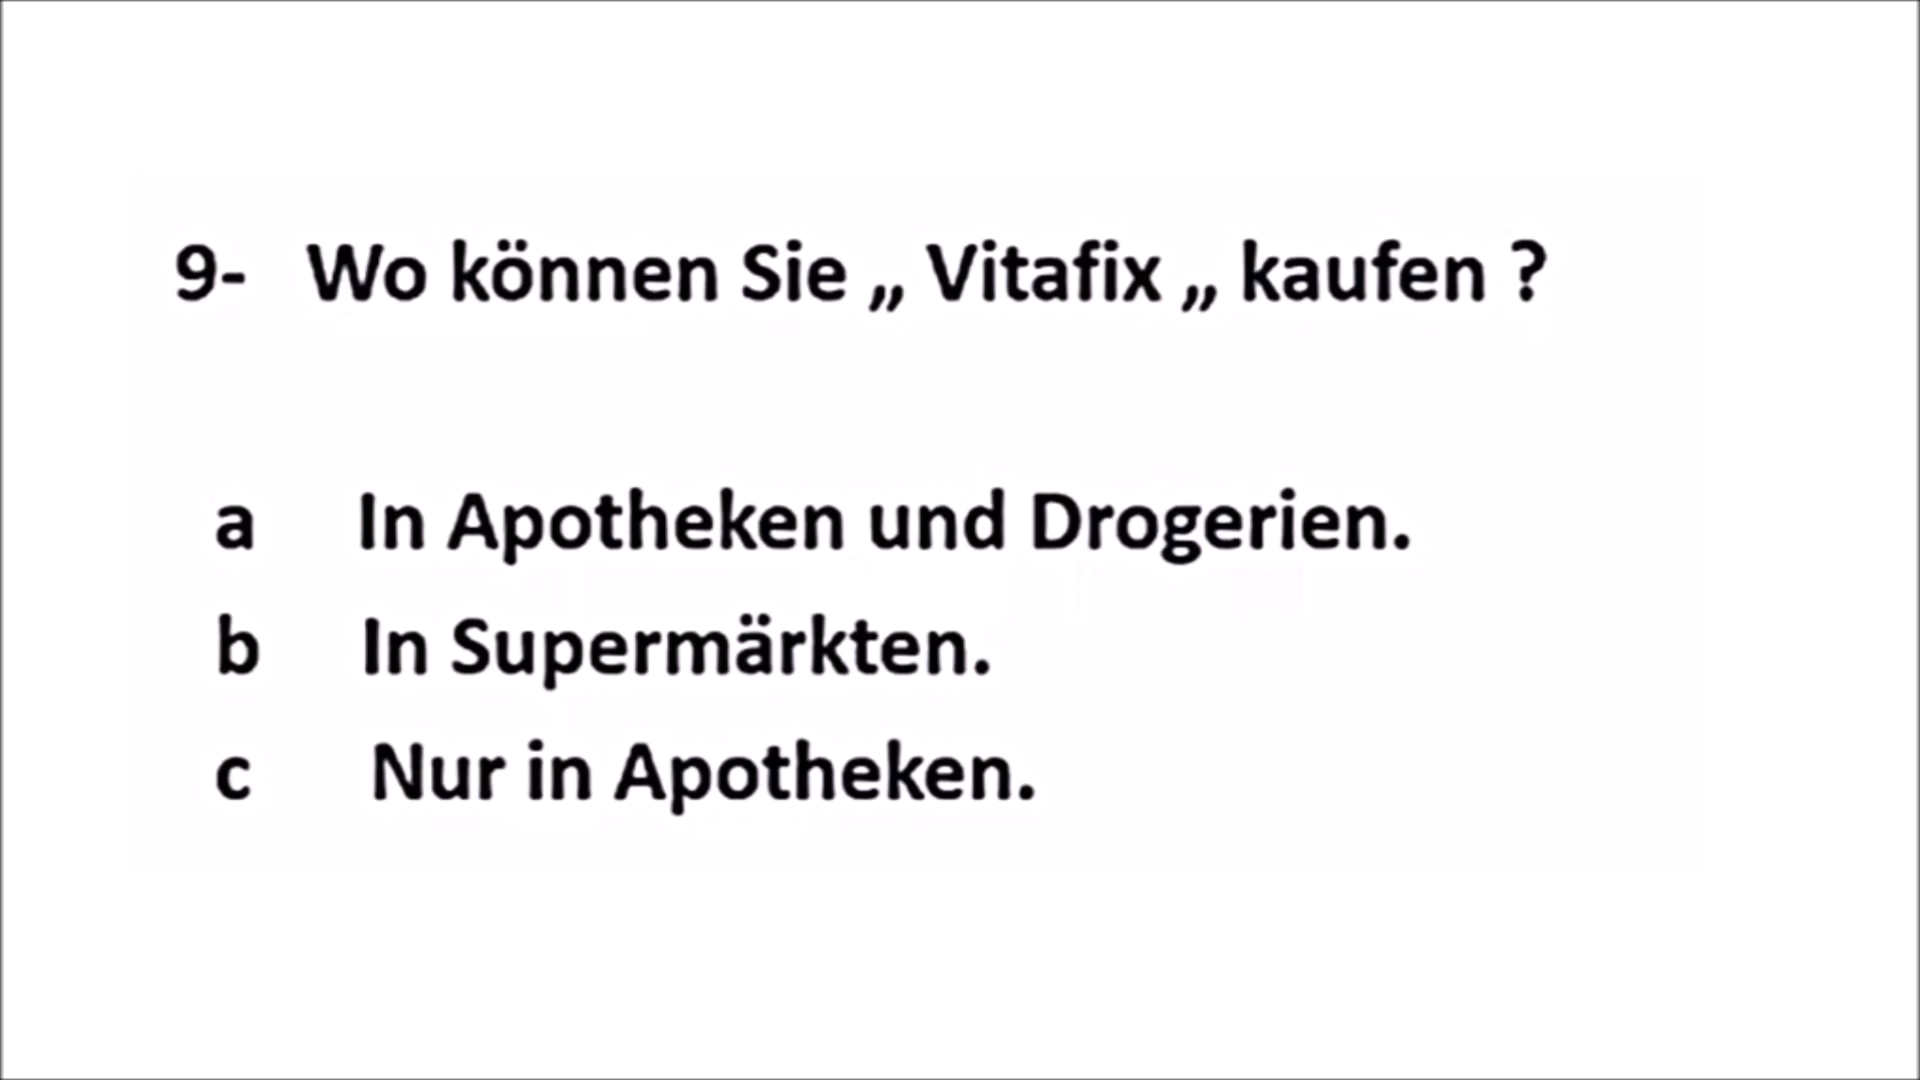 9- Wo können Sie „ Vitafix „ kaufen ?
a In Apotheken und Drogerien.
b In Supermärkten.
c Nur in Apotheken.